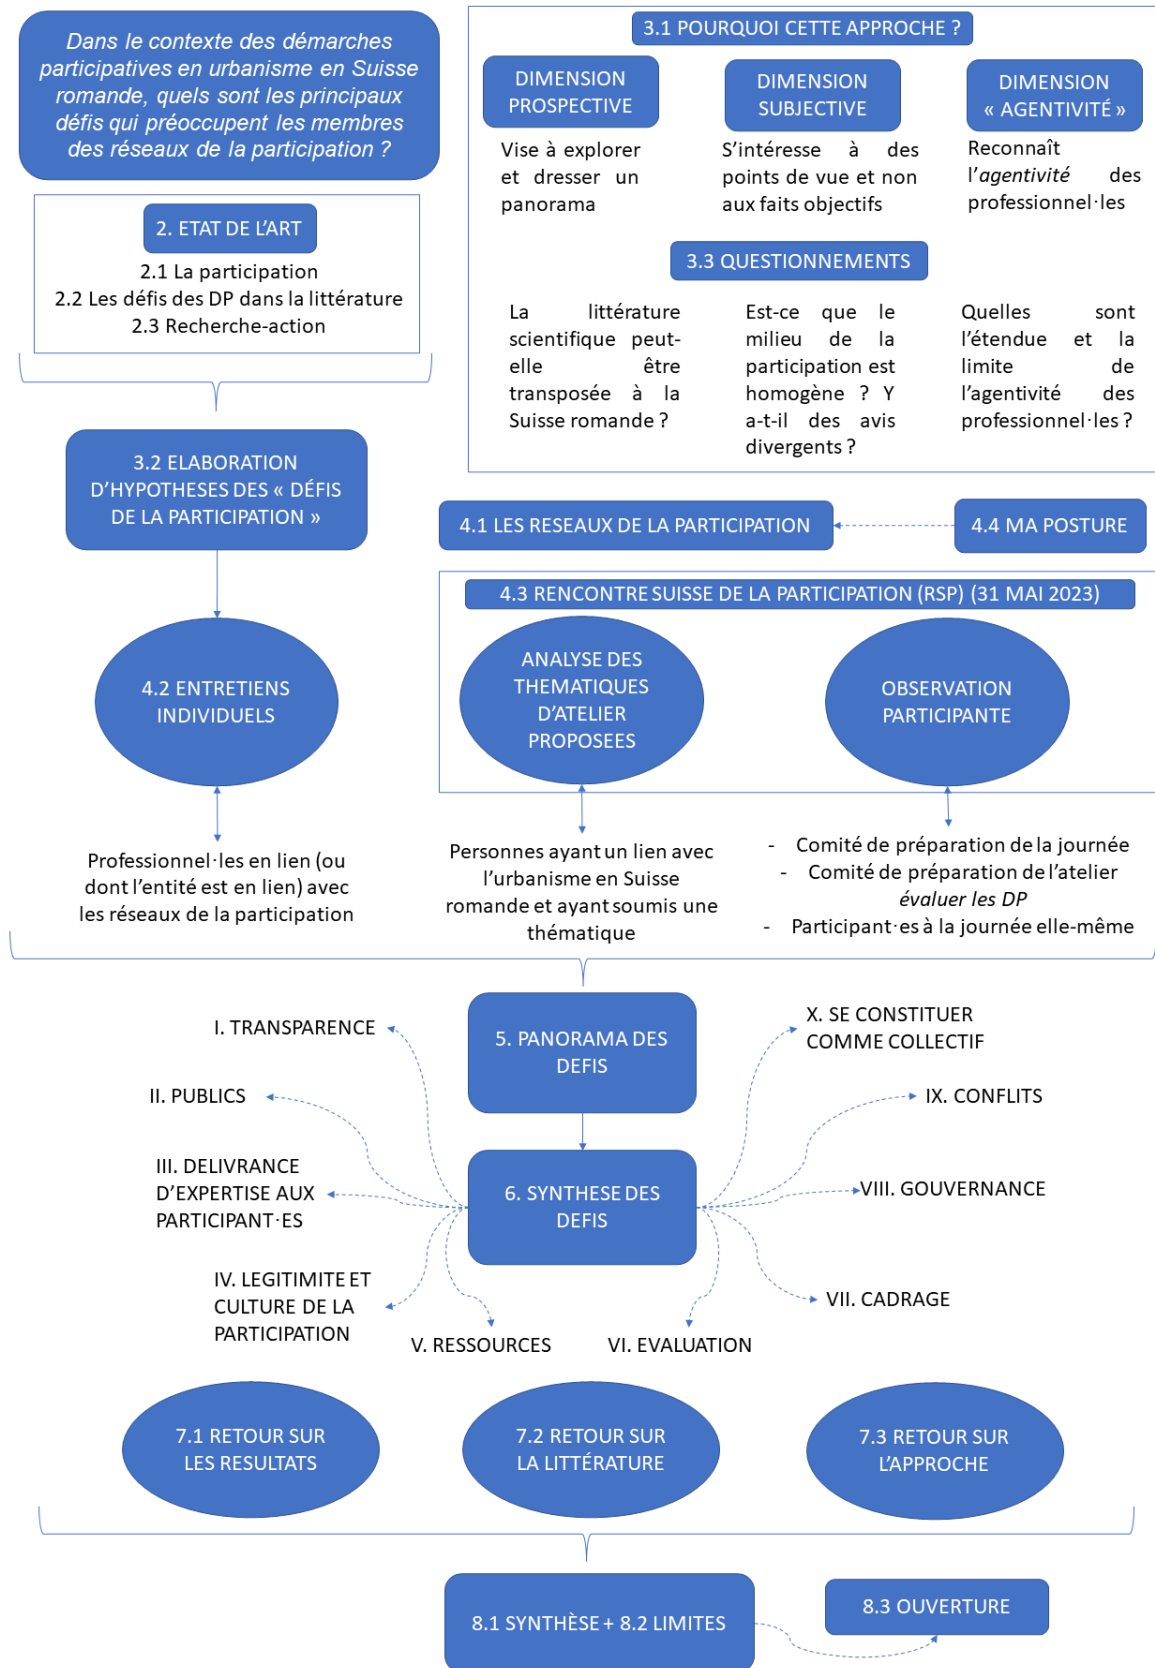 Dans le contexte des démarches
participatives en urbanisme en Suisse
romande, quels sont les principaux
défis qui préoccupent les membres
des réseaux de la participation ?
2. ETAT DE L'ART
2.1 La participation
2.2 Les défis des DP dans la littérature
2.3 Recherche-action
3.1 POURQUOI CETTE APPROCHE ?
DIMENSION
PROSPECTIVE
Vise à explorer
et dresser un
panorama
DIMENSION
SUBJECTIVE
S'intéresse à des
points de vue et non
aux faits objectifs
DIMENSION
« AGENTIVITÉ »
Reconnaît
l'agentivité des
professionnel·les
3.3 QUESTIONNEMENTS
La littérature
scientifique peut-
elle être
transposée à la
Suisse romande ?
Est-ce que le
milieu de la
participation est
homogène ? Y
a-t-il des avis
divergents ?
Quelles sont
l'étendue et la
limite de
l'agentivité des
professionnel·les ?
3.2 ELABORATION
D'HYPOTHESES DES « DÉFIS
DE LA PARTICIPATION »
4.1 LES RESEAUX DE LA PARTICIPATION
4.4 MA POSTURE
4.3 RENCONTRE SUISSE DE LA PARTICIPATION (RSP) (31 MAI 2023)
4.2 ENTRETIENS
INDIVIDUELS
ANALYSE DES
THEMATIQUES
D'ATELIER
PROPOSEES
OBSERVATION
PARTICIPANTE
Professionnel·les en lien (ou
dont l'entité est en lien) avec
les réseaux de la participation
Personnes ayant un lien avec
l'urbanisme en Suisse
romande et ayant soumis une
thématique
- Comité de préparation de la journée
- Comité de préparation de l'atelier
évaluer les DP
- Participant·es à la journée elle-même
5. PANORAMA DES
DEFIS
6. SYNTHESE DES
DEFIS
I. TRANSPARENCE
II. PUBLICS
III. DELIVRANCE
D'EXPERTISE AUX
PARTICIPANT·ES
IV. LEGITIMITE ET
CULTURE DE LA
PARTICIPATION
V. RESSOURCES
VI. EVALUATION
VII. CADRAGE
VIII. GOUVERNANCE
IX. CONFLITS
X. SE CONSTITUER
COMME COLLECTIF
7.1 RETOUR SUR
LES RESULTATS
7.2 RETOUR SUR
LA LITTÉRATURE
7.3 RETOUR SUR
L'APPROCHE
8.1 SYNTHÈSE + 8.2 LIMITES
8.3 OUVERTURE